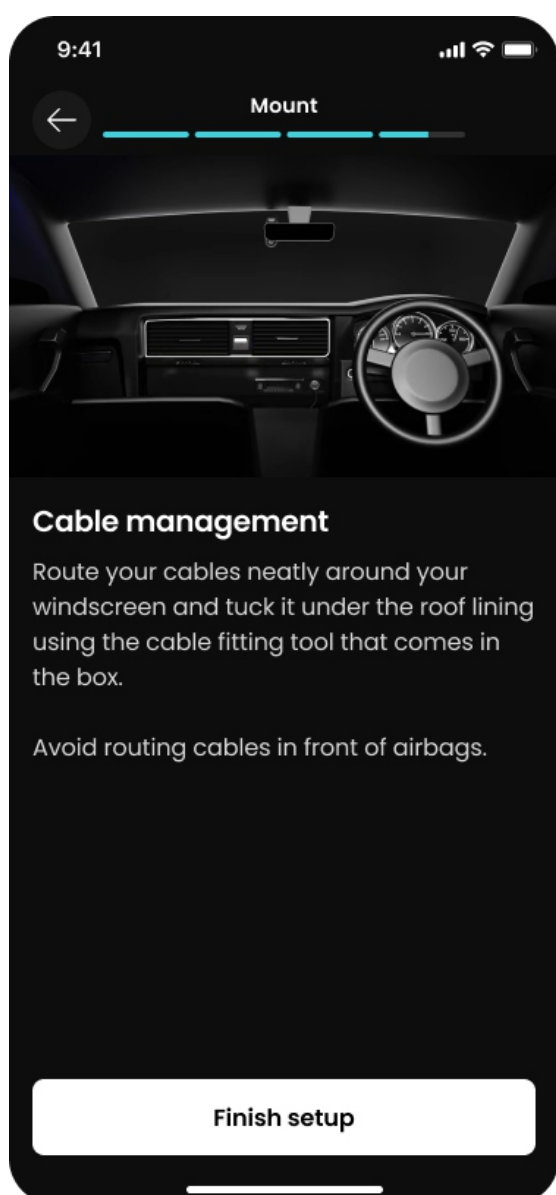 9:41
Mount
Cable management
Route your cables neatly around your
windscreen and tuck it under the roof lining
using the cable fitting tool that comes in
the box.
Avoid routing cables in front of airbags.
Finish setup